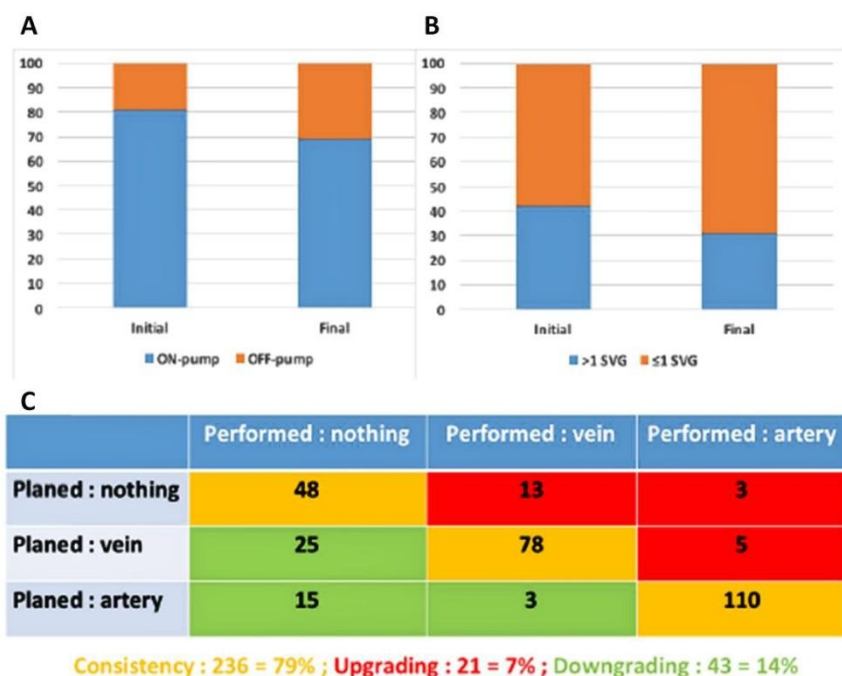 A
B
100
90
80
70
60
50
40
30
20
10
0
Initial
Final
ON-pump OFF-pump
100
90
80
70
60
50
40
30
20
10
0
Initial
Final
>1 SVG ≤1 SVG
C
Performed : nothing Performed : vein Performed : artery
Planed : nothing 48 13 3
Planed : vein 25 78 5
Planed : artery 15 3 110
Consistency : 236 = 79% ; Upgrading : 21 = 7% ; Downgrading : 43 = 14%